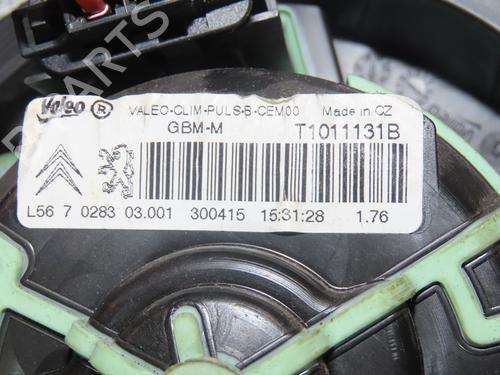 Valeo ® VALEO-CLIM-PULS-B-CEM00 Made in CZ
GBM-M T1011131B
L56 7 0283 03.001 300415 15:31:28 1.76